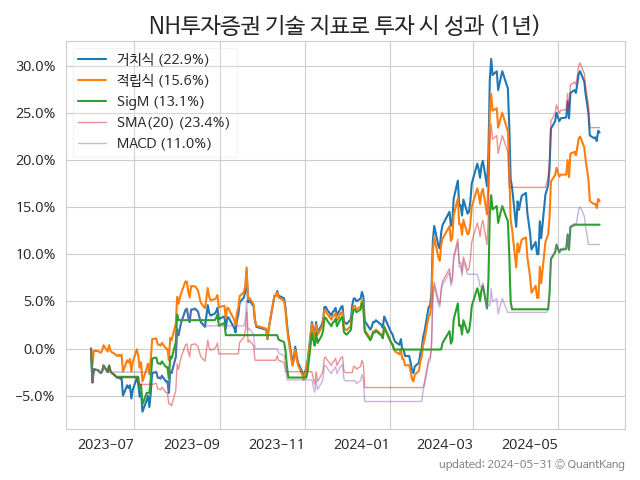 NH투자증권 기술 지표로 투자 시 성과 (1년)
거치식 (22.9%)
적립식 (15.6%)
SigM (13.1%)
SMA(20) (23.4%)
MACD (11.0%)
30.0%
25.0%
20.0%
15.0%
10.0%
5.0%
0.0%
−5.0%
2023-07 2023-09 2023-11 2024-01 2024-03 2024-05
updated: 2024-05-31 © QuantKang